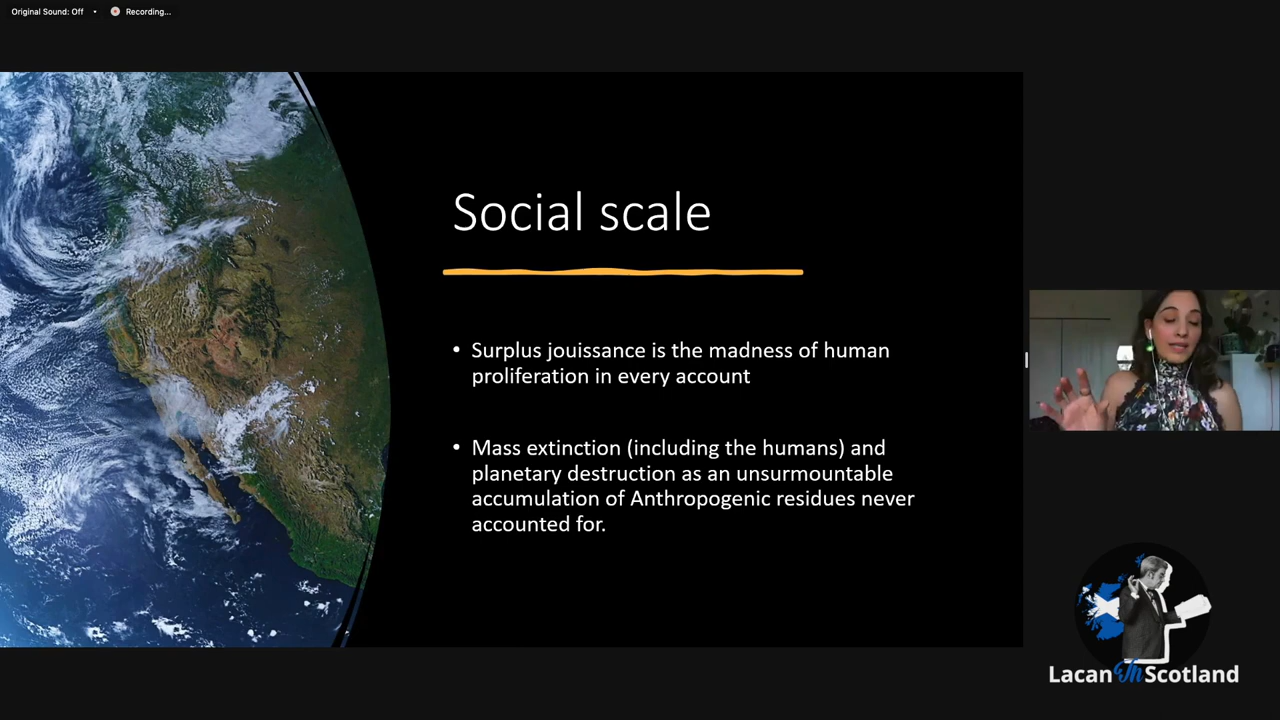 Original Sound: Off
Recording...
Social scale
• Surplus jouissance is the madness of human
proliferation in every account
• Mass extinction (including the humans) and
planetary destruction as an unsurmountable
accumulation of Anthropogenic residues never
accounted for.
Lacan In Scotland